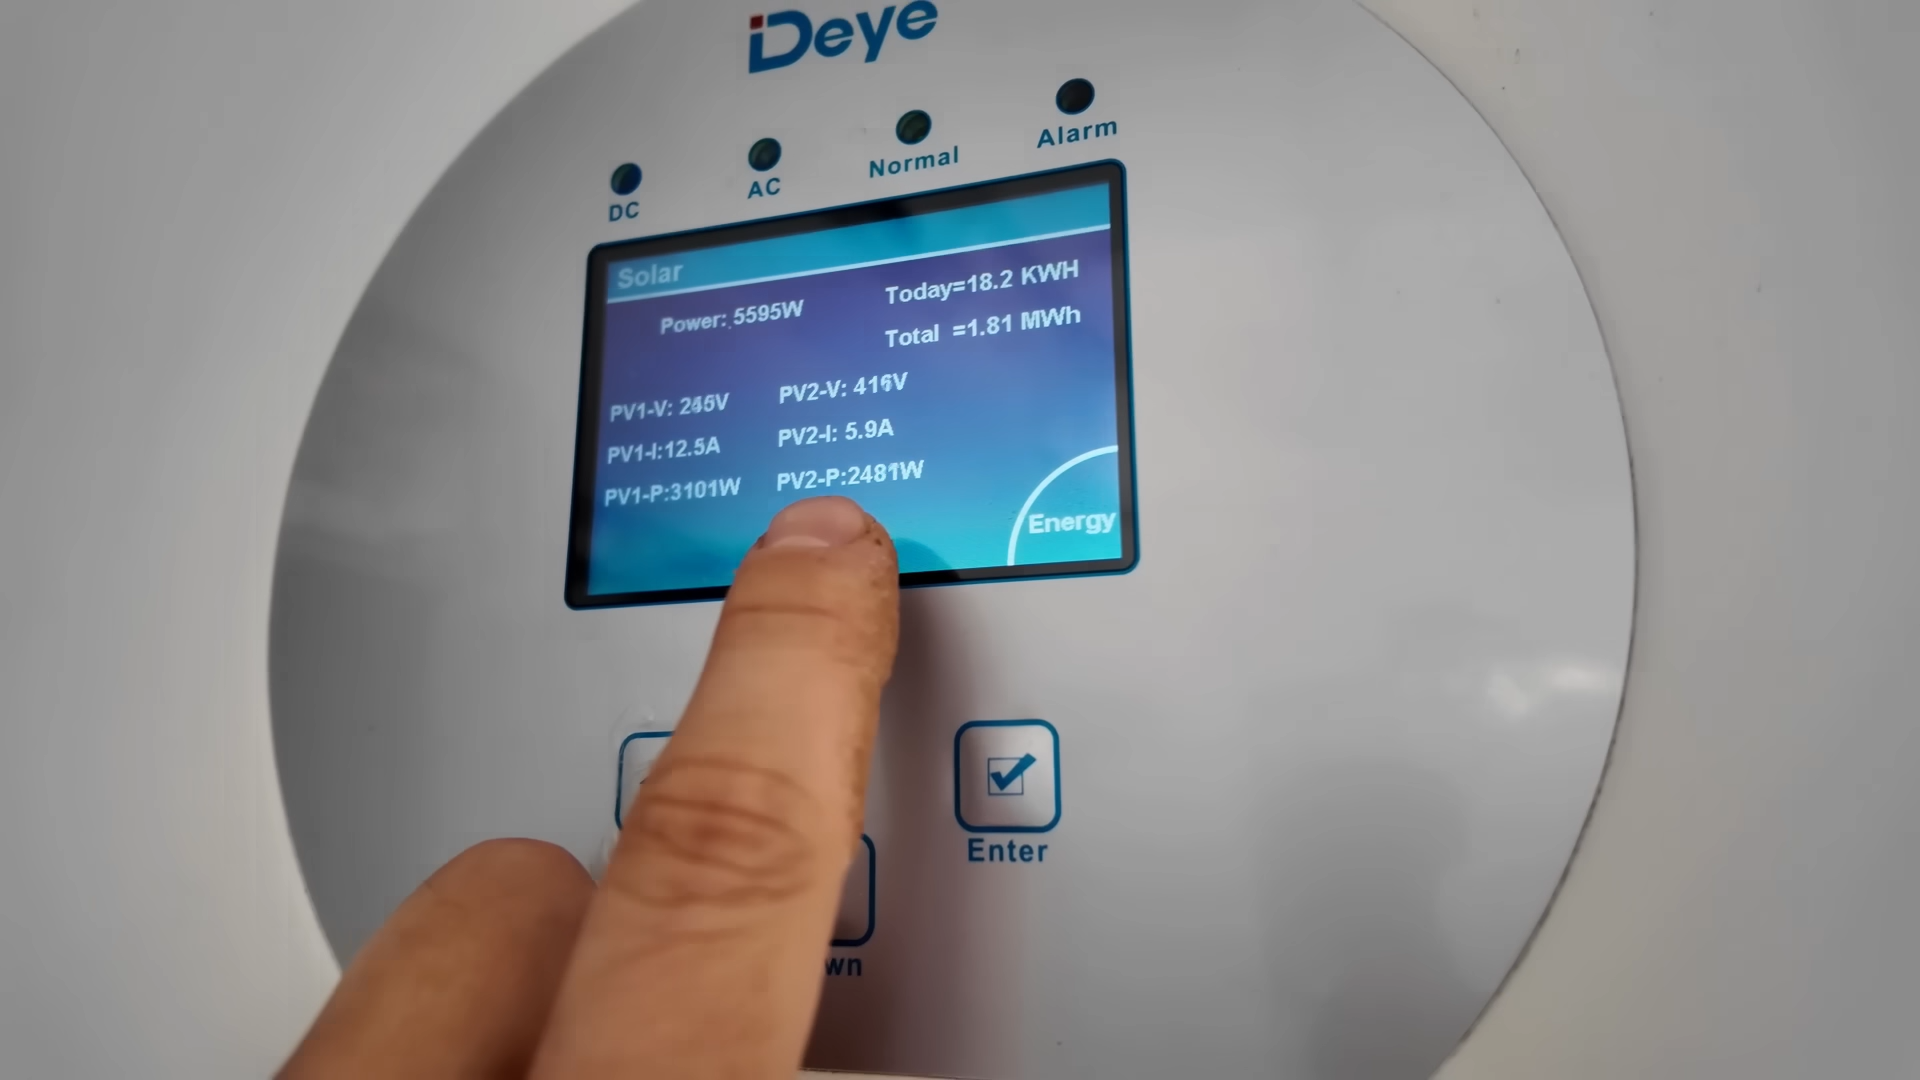 Deye
DC
AC
Normal
Alarm
Solar
Power: 5595W
Today=18.2 KWH
Total =1.81 MWh
PV1-V: 245V
PV2-V: 416V
PV1-I:12.5A
PV2-I: 5.9A
PV1-P:3101W
PV2-P:2481W
Energy
Enter
wn